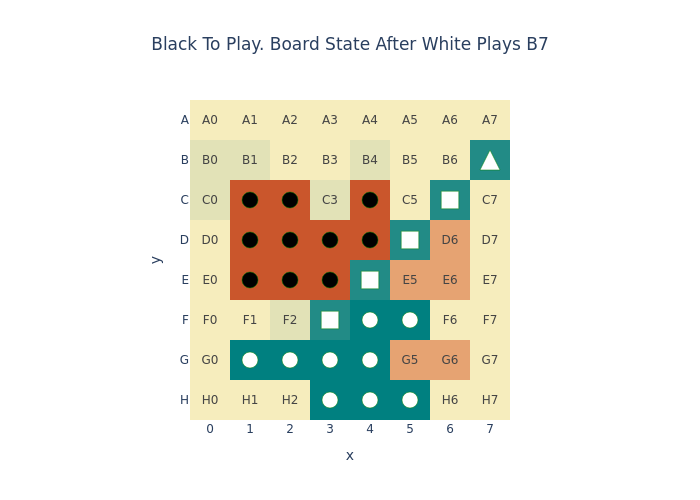 Black To Play. Board State After White Plays B7
A A0 A1 A2 A3 A4 A5 A6 A7
B B0 B1 B2 B3 B4 B5 B6
C C0 C3 C5 C7
D D0 D6 D7
y
E E0 E5 E6 E7
F F0 F1 F2 F6 F7
G G0 G5 G6 G7
H H0 H1 H2 H6 H7
0 1 2 3 4 5 6 7
x